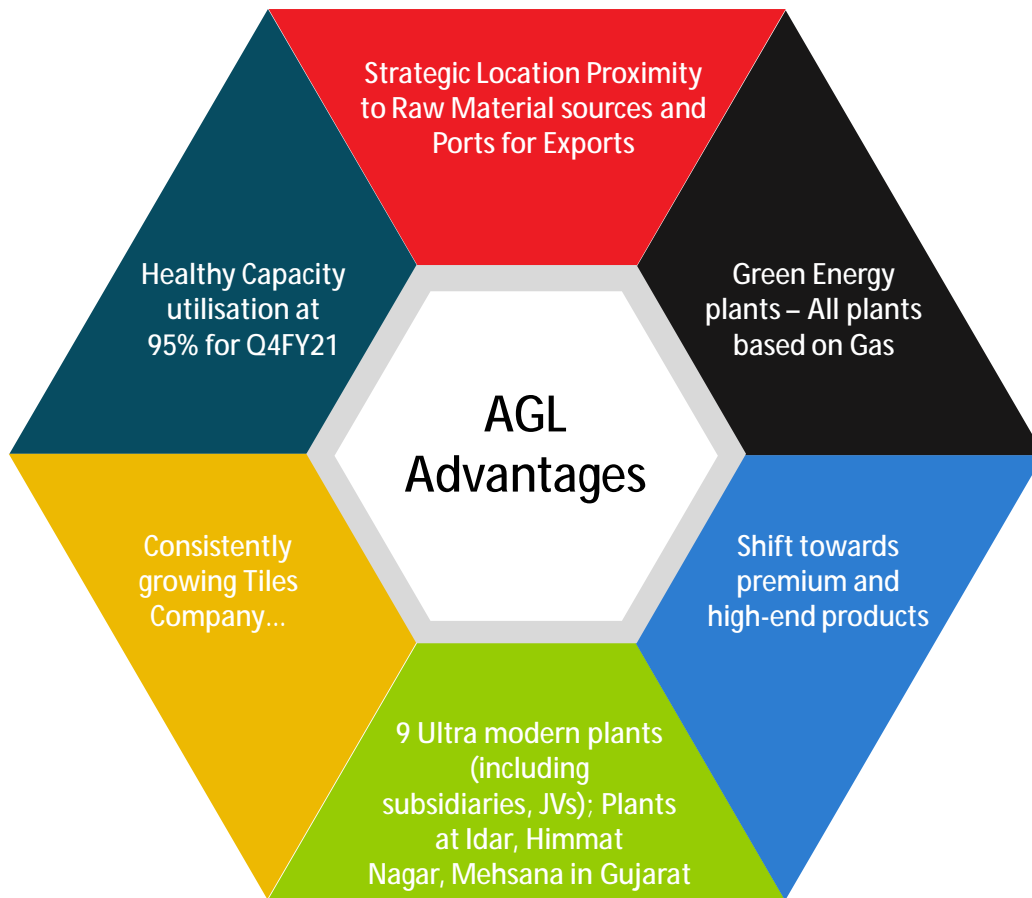 Strategic Location Proximity
to Raw Material sources and
Ports for Exports
Healthy Capacity
utilisation at
95% for Q4FY21
Green Energy
plants – All plants
based on Gas
AGL
Advantages
Consistently
growing Tiles
Company...
Shift towards
premium and
high-end products
9 Ultra modern plants
(including
subsidiaries, JVs); Plants
at Idar, Himmat
Nagar, Mehsana in Gujarat